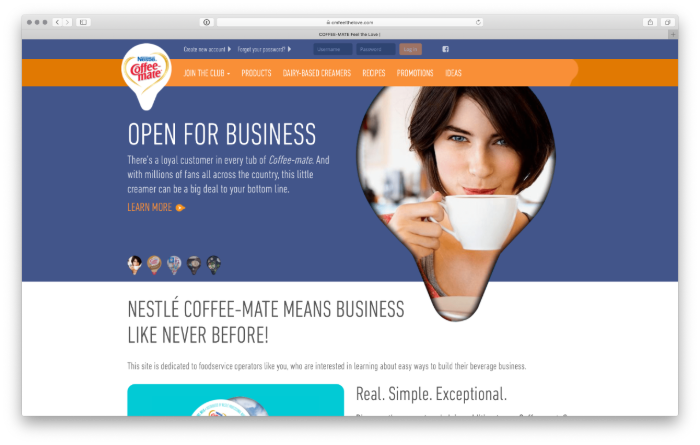 cmfeelthelove.com
COFFEE-MATE Feel the Love |
Create new account
Forgot your password?
Username
Password
Log in
Nestlé
Coffee-mate
JOIN THE CLUB
PRODUCTS
DAIRY-BASED CREAMERS
RECIPES
PROMOTIONS
IDEAS
OPEN FOR BUSINESS
There's a loyal customer in every tub of Coffee-mate. And
with millions of fans all across the country, this little
creamer can be a big deal to your bottom line.
LEARN MORE
NESTLÉ COFFEE-MATE MEANS BUSINESS
LIKE NEVER BEFORE!
This site is dedicated to foodservice operators like you, who are interested in learning about easy ways to build their beverage business.
Real. Simple. Exceptional.